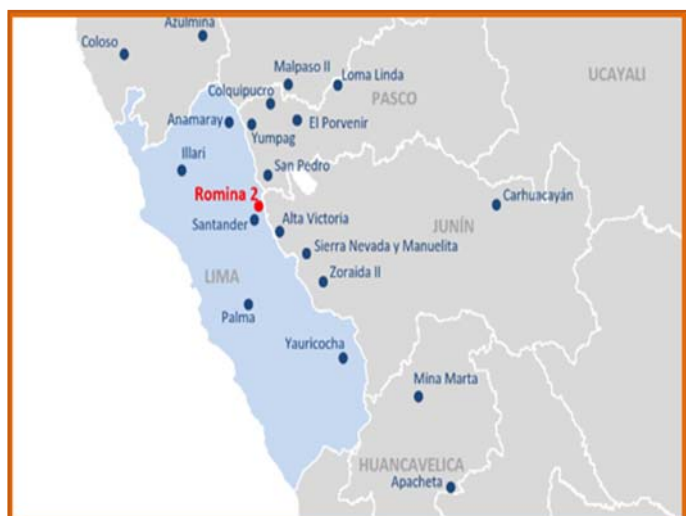 Azulmina
Coloso
Malpaso II
Loma Linda
UCAYALI
Colquipucro
PASCO
Anamaray
El Porvenir
Yumpag
Illari
San Pedro
Romina 2
Carhuacayán
Santander
Alta Victoria
JUNÍN
Sierra Nevada y Manuelita
LIMA
Zoraida II
Palma
Yauricocha
Mina Marta
HUANCAVELICA
Apacheta